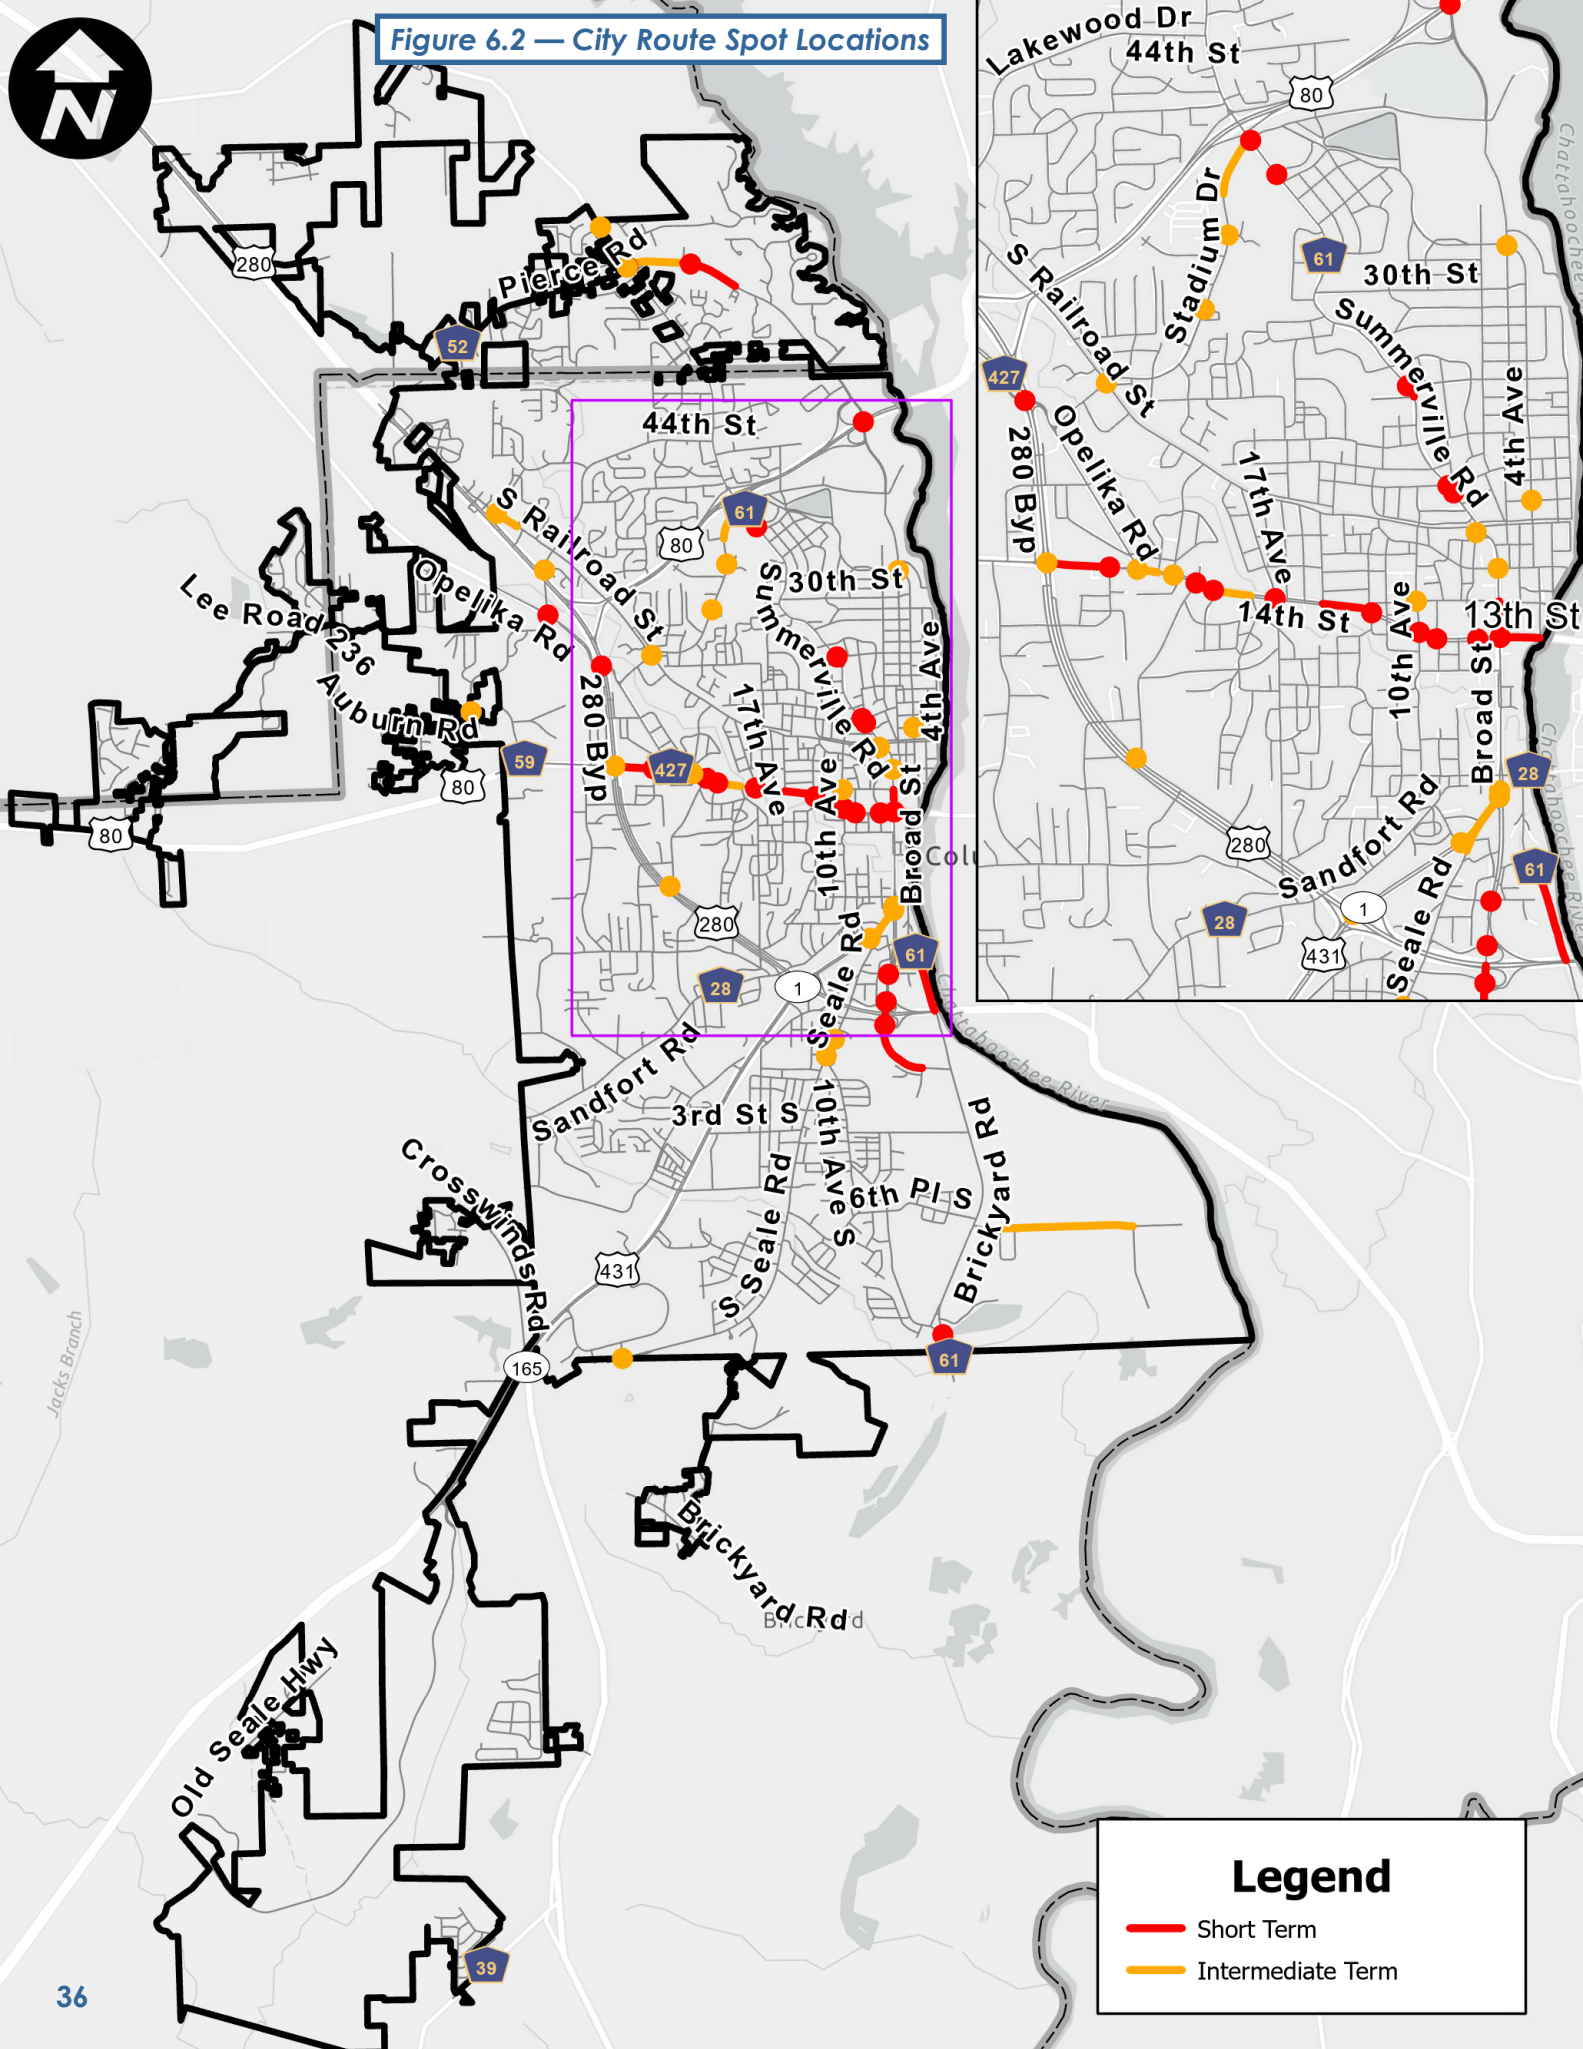 Figure 6.2 — City Route Spot Locations
N
280
Pierce Rd
52
44th St
61
80
S Railroad St
30th St
Opelika Rd
Lee Road 236
Auburn Rd
59
80
80
280 Byp
427
17th Ave
Summerville Rd
4th Ave
10th Ave
Broad St
280
28
1
61
Seale Rd
Sandfort Rd
3rd St S
10th Ave S
6th Pl S
Brickyard Rd
S Seale Rd
Crosswinds Rd
431
165
61
Chattahoochee River
Jacks Branch
Brickyard Rd
Old Seale Hwy
39
Lakewood Dr
44th St
80
Chattahoochee
Stadium Dr
61
30th St
S Railroad St
Summerville Rd
427
280 Byp
Opelika Rd
17th Ave
4th Ave
14th St
10th Ave
13th St
Broad St
28
280
Sandfort Rd
61
28
1
431
Seale Rd
Chattahoochee River
Legend
Short Term
Intermediate Term
36